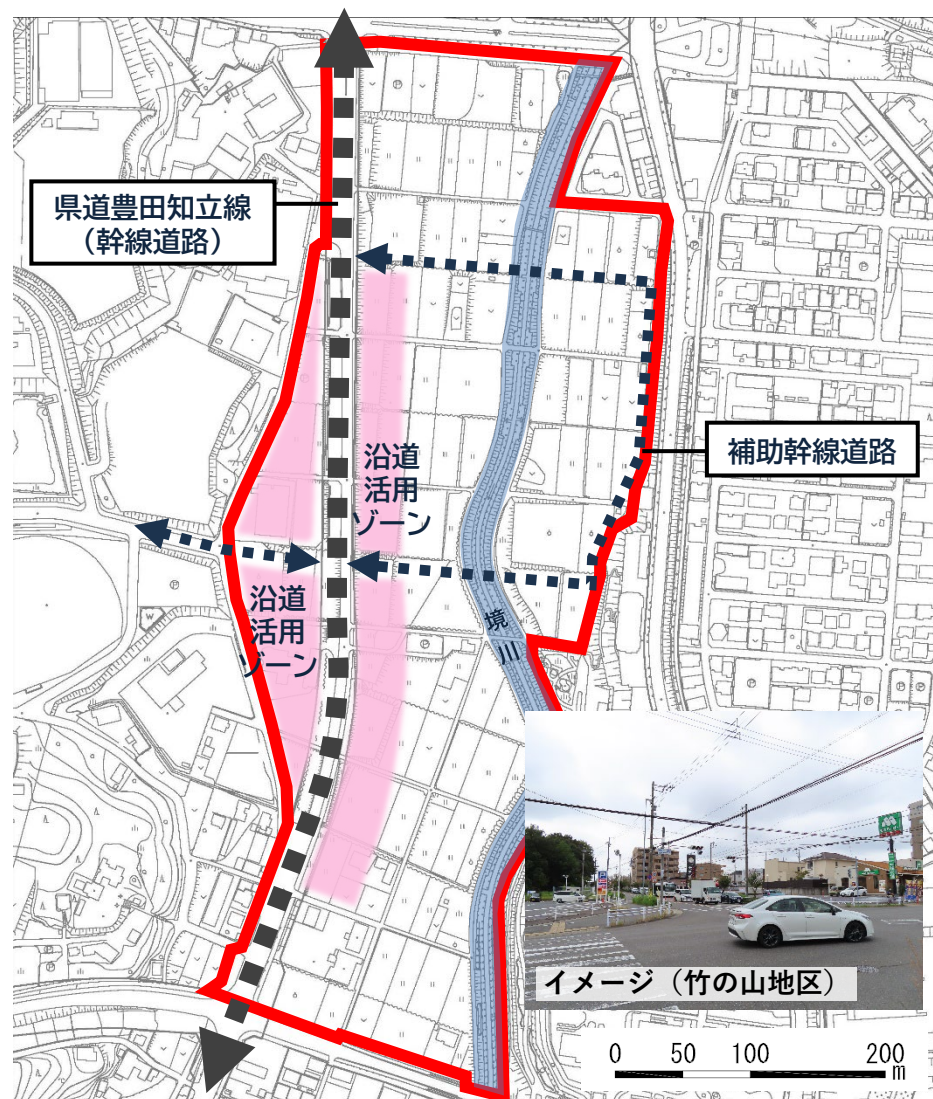 県道豊田知立線
（幹線道路）
補助幹線道路
沿道
活用
ゾーン
沿道
活用
ゾーン
境川
イメージ（竹の山地区）
0 50 100 200
m